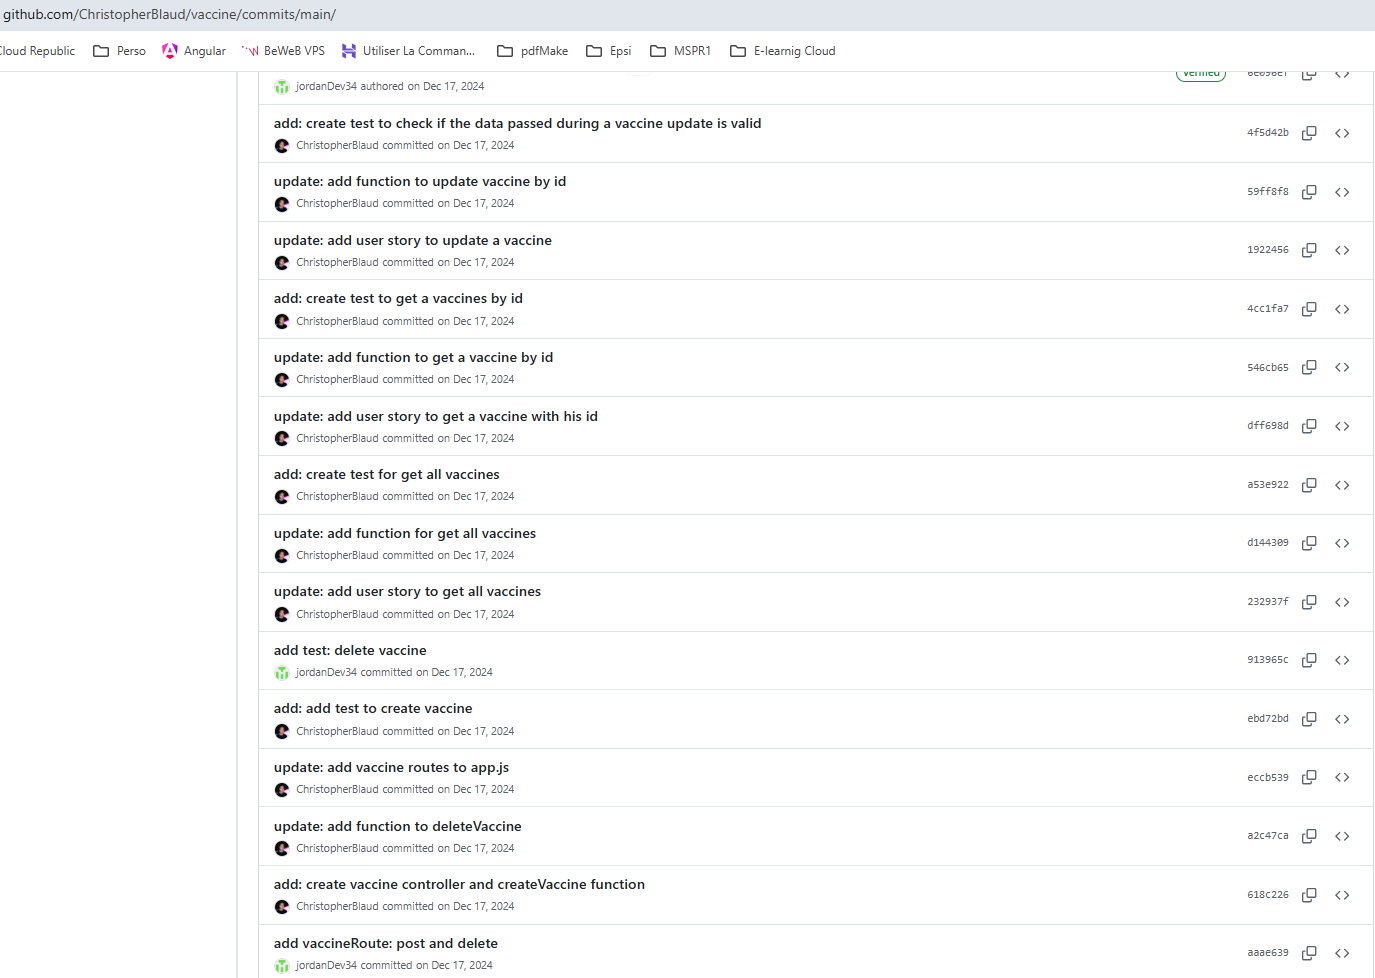 github.com/ChristopherBlaud/vaccine/commits/main/
Cloud Republic Perso Angular BeWeB VPS Utiliser La Comman... pdfMake Epsi MSPR1 E-learnig Cloud
Verified
jordanDev34 authored on Dec 17, 2024
add: create test to check if the data passed during a vaccine update is valid 4f5d42b
ChristopherBlaud committed on Dec 17, 2024
update: add function to update vaccine by id 59ff8f8
ChristopherBlaud committed on Dec 17, 2024
update: add user story to update a vaccine 1922456
ChristopherBlaud committed on Dec 17, 2024
add: create test to get a vaccines by id 4cc1fa7
ChristopherBlaud committed on Dec 17, 2024
update: add function to get a vaccine by id 546cb65
ChristopherBlaud committed on Dec 17, 2024
update: add user story to get a vaccine with his id dff698d
ChristopherBlaud committed on Dec 17, 2024
add: create test for get all vaccines a53e922
ChristopherBlaud committed on Dec 17, 2024
update: add function for get all vaccines d144309
ChristopherBlaud committed on Dec 17, 2024
update: add user story to get all vaccines 232937f
ChristopherBlaud committed on Dec 17, 2024
add test: delete vaccine 913965c
jordanDev34 committed on Dec 17, 2024
add: add test to create vaccine ebd72bd
ChristopherBlaud committed on Dec 17, 2024
update: add vaccine routes to app.js eccb539
ChristopherBlaud committed on Dec 17, 2024
update: add function to deleteVaccine a2c47ca
ChristopherBlaud committed on Dec 17, 2024
add: create vaccine controller and createVaccine function 618c226
ChristopherBlaud committed on Dec 17, 2024
add vaccineRoute: post and delete aaae639
jordanDev34 committed on Dec 17, 2024